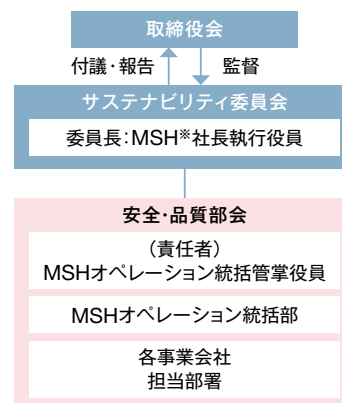 取締役会
付議・報告 監督
サステナビリティ委員会
委員長：MSH※社長執行役員
安全・品質部会
（責任者）
MSHオペレーション統括管掌役員
MSHオペレーション統括部
各事業会社
担当部署